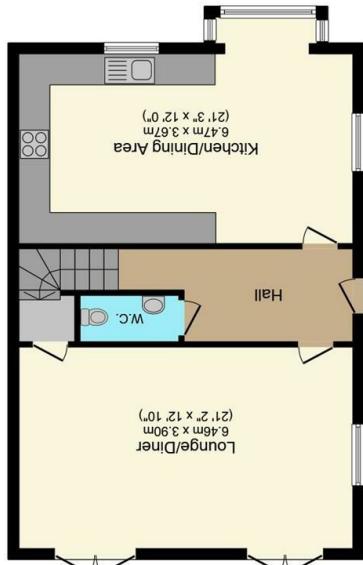 Lounge/Diner
6.46m x 3.90m
(21' 2" x 12' 10")
W.C.
Hall
Kitchen/Dining Area
6.47m x 3.67m
(21' 3" x 12' 0")